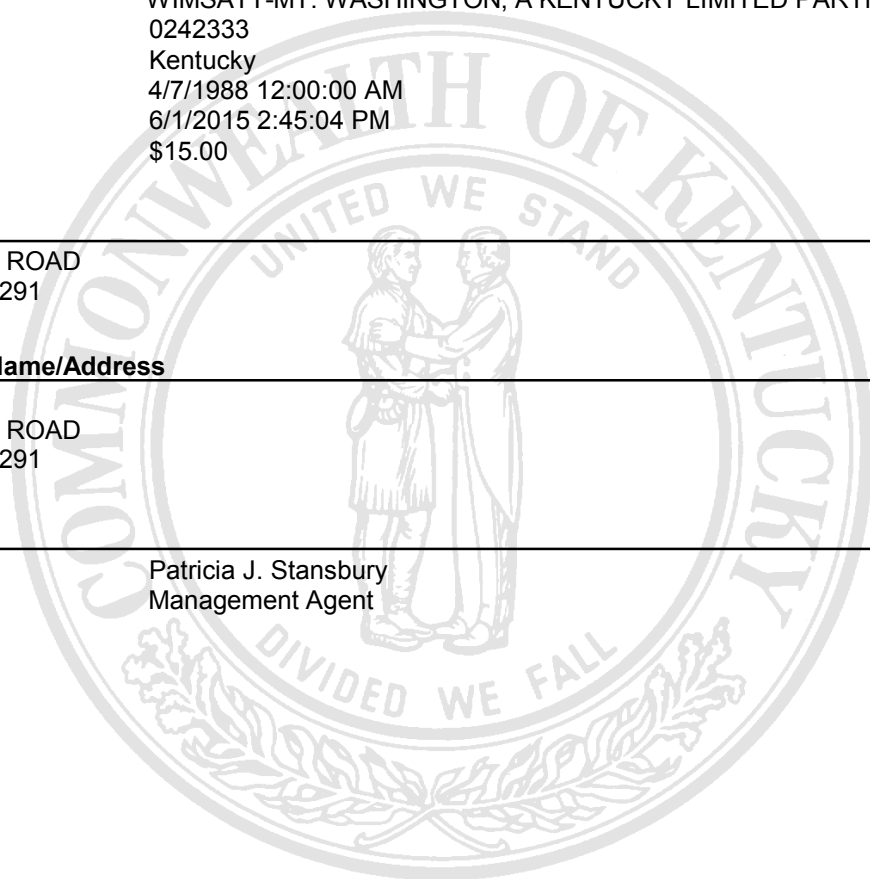 WIMSATT-MT. WASHINGTON, A KENTUCKY LIMITED
0242333
Kentucky
4/7/1988 12:00:00 AM
6/1/2015 2:45:04 PM
$15.00
COMMONWEALTH OF KENTUCKY
UNITED WE STAND
ROAD
291
Name/Address
ROAD
291
Patricia J. Stansbury
Management Agent
DIVIDED WE FALL